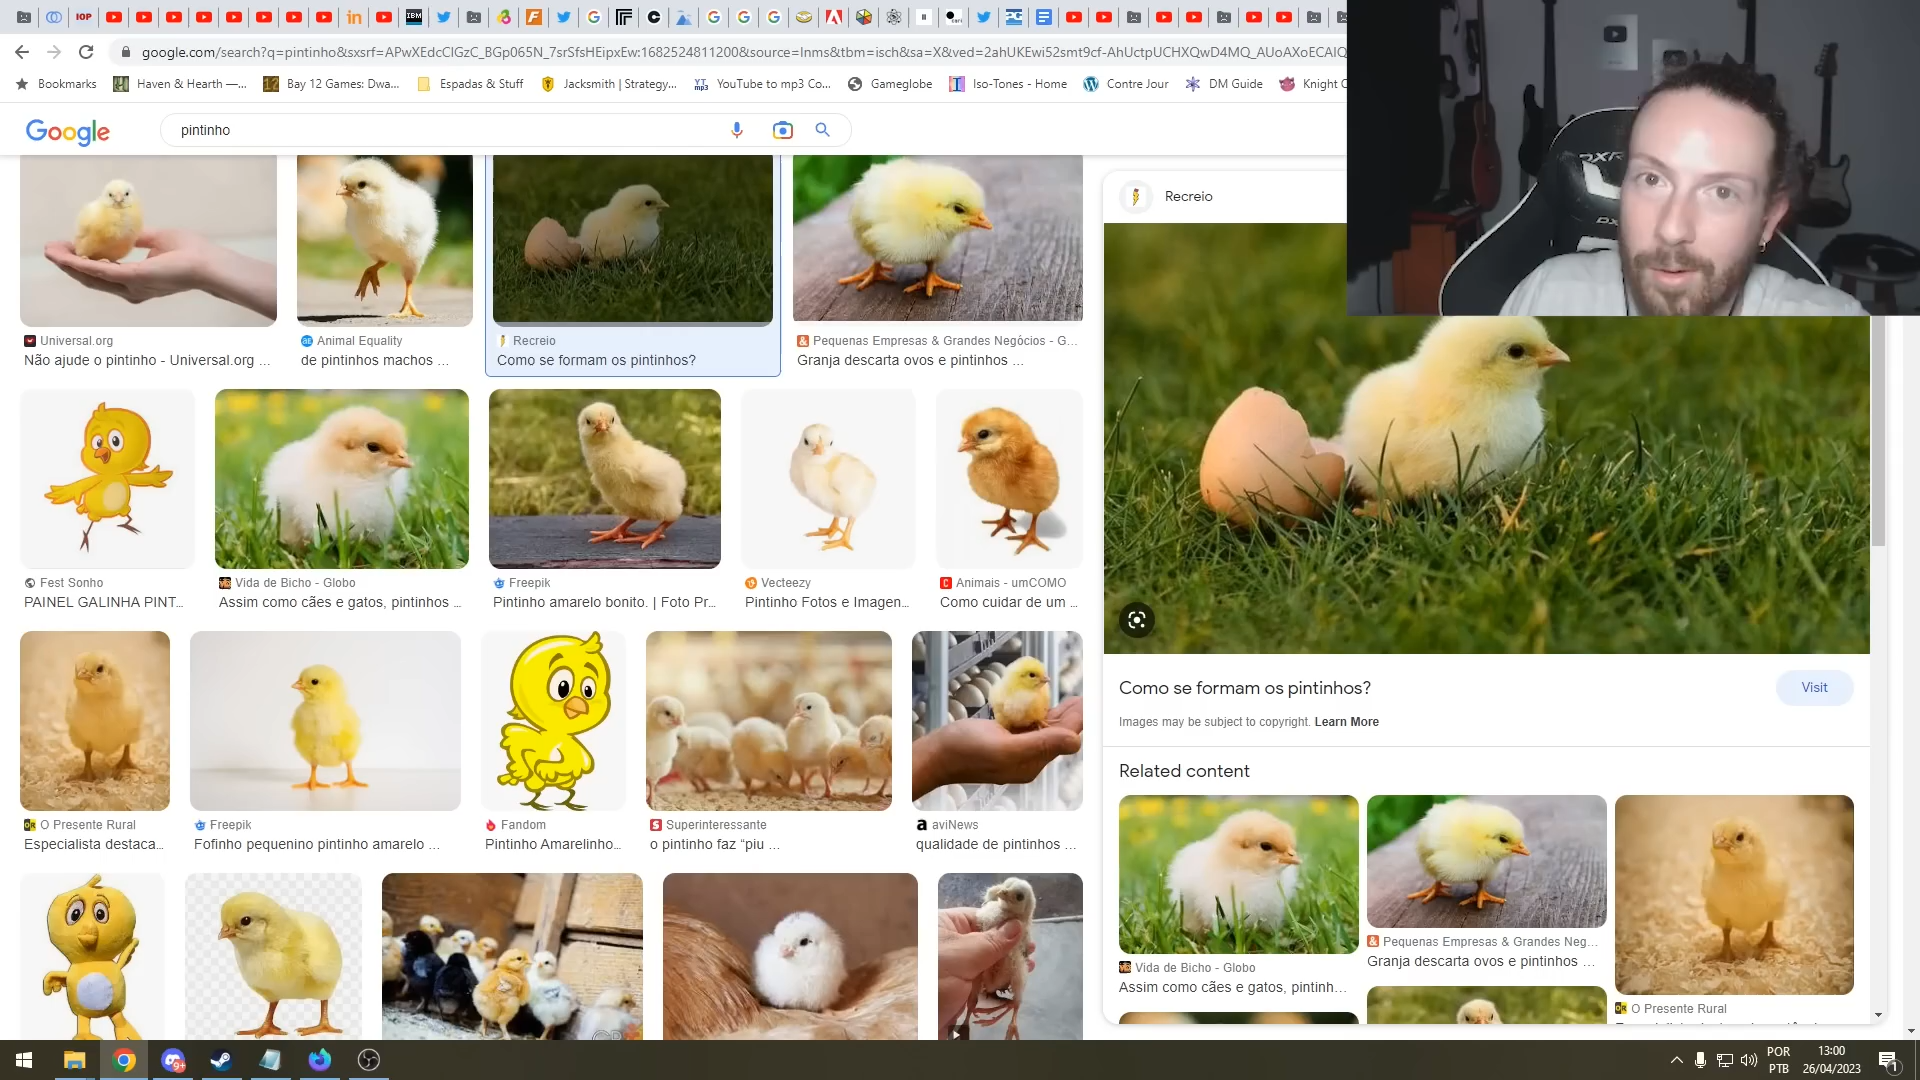 IOP
in
IBM
google.com/search?q=pintinho&sxsrf=APwXEdcClGzC_BGp065N_7srSfsHEipxEw:1682524811200&source=lnms&tbm=isch&sa=X&ved=2ahUKEwi52smt9cf-AhUctpUCHXQwD4MQ_AUoAXoECAIQ
Bookmarks
Haven & Hearth —...
Bay 12 Games: Dwa...
Espadas & Stuff
Jacksmith | Strategy...
YouTube to mp3 Co...
Gameglobe
Iso-Tones - Home
Contre Jour
DM Guide
Knight C
Google
pintinho
Universal.org
Não ajude o pintinho - Universal.org ...
Animal Equality
de pintinhos machos ...
Recreio
Como se formam os pintinhos?
Pequenas Empresas & Grandes Negócios - G...
Granja descarta ovos e pintinhos ...
Fest Sonho
PAINEL GALINHA PINT...
Vida de Bicho - Globo
Assim como cães e gatos, pintinhos ...
Freepik
Pintinho amarelo bonito. | Foto Pr...
Vecteezy
Pintinho Fotos e Imagen...
Animais - umCOMO
Como cuidar de um ...
O Presente Rural
Especialista destaca...
Freepik
Fofinho pequenino pintinho amarelo ...
Fandom
Pintinho Amarelinho...
Superinteressante
o pintinho faz “piu ...
aviNews
qualidade de pintinhos ...
Recreio
Como se formam os pintinhos?
Visit
Images may be subject to copyright. Learn More
Related content
Vida de Bicho - Globo
Assim como cães e gatos, pintinh...
Pequenas Empresas & Grandes Neg...
Granja descarta ovos e pintinhos ...
O Presente Rural
DXR
9+
POR
PTB
13:00
26/04/2023
1